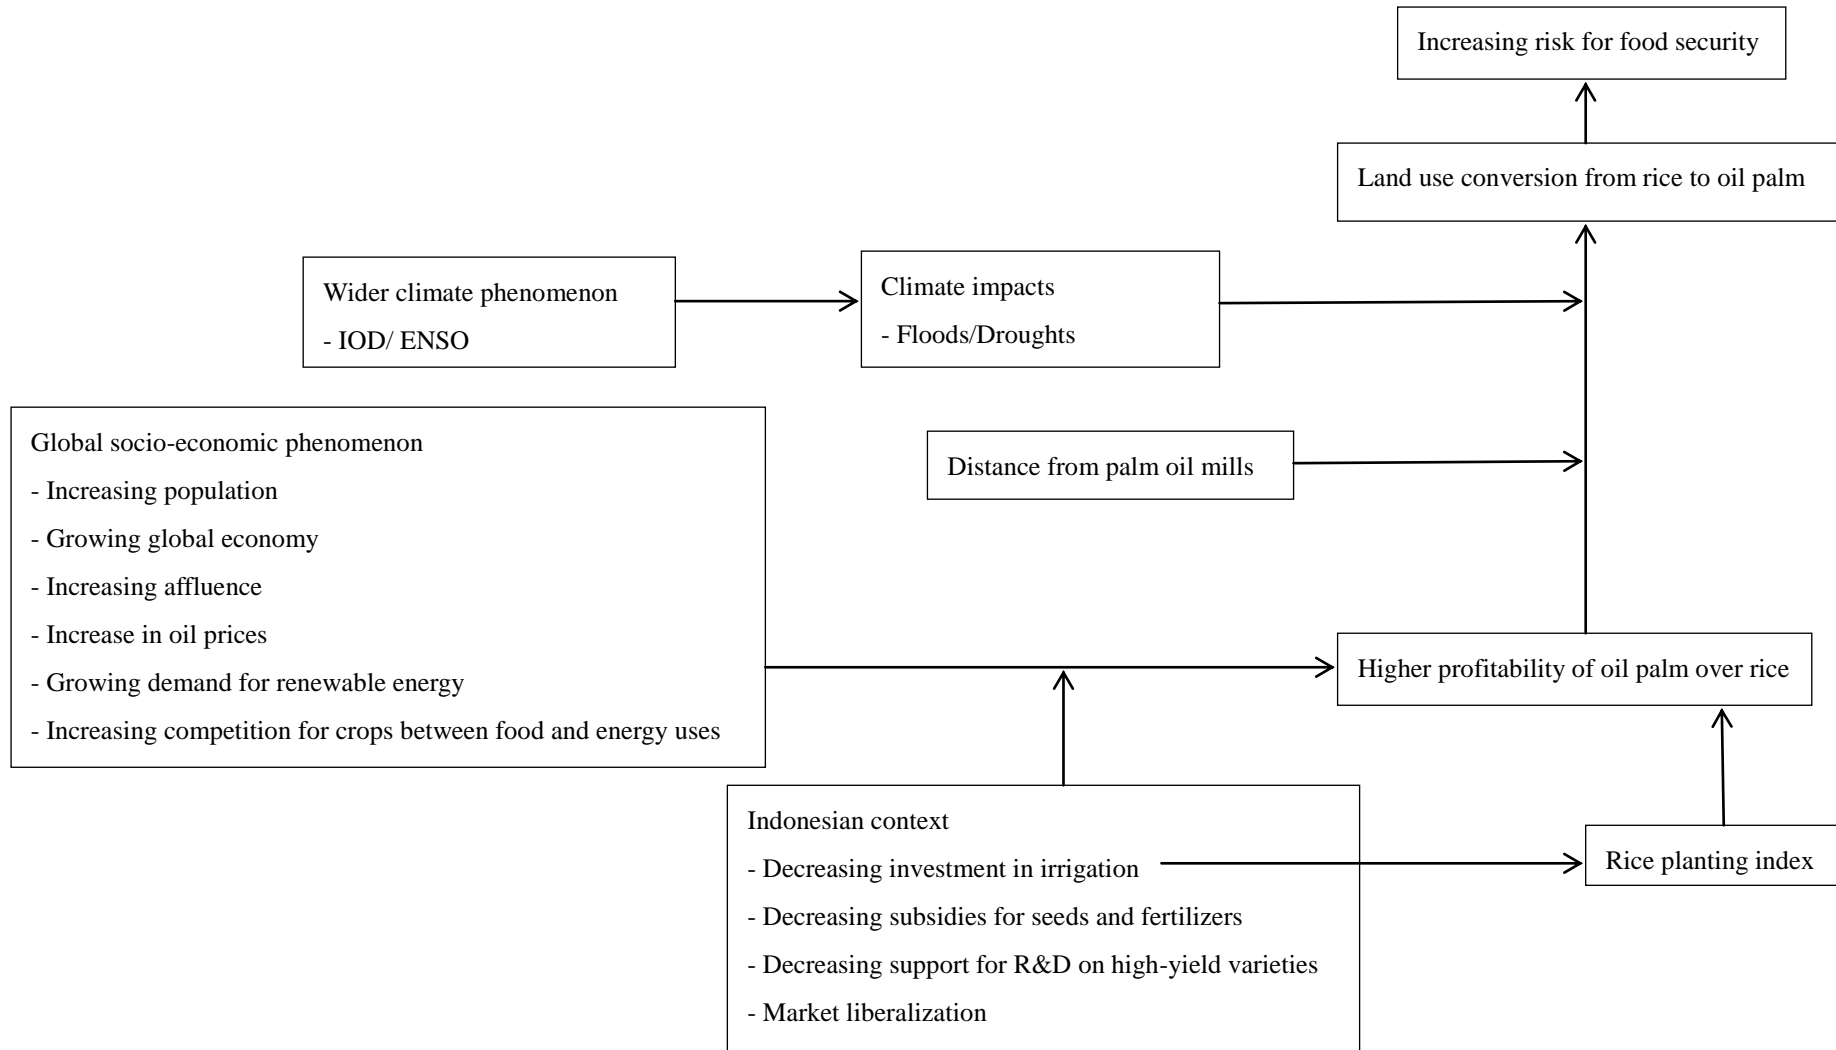 Increasing risk for food security
Land use conversion from rice to oil palm
Wider climate phenomenon
- IOD/ ENSO
Climate impacts
- Floods/Droughts
Global socio-economic phenomenon
- Increasing population
- Growing global economy
- Increasing affluence
- Increase in oil prices
- Growing demand for renewable energy
- Increasing competition for crops between food and energy uses
Distance from palm oil mills
Higher profitability of oil palm over rice
Indonesian context
- Decreasing investment in irrigation
- Decreasing subsidies for seeds and fertilizers
- Decreasing support for R&D on high-yield varieties
- Market liberalization
Rice planting index